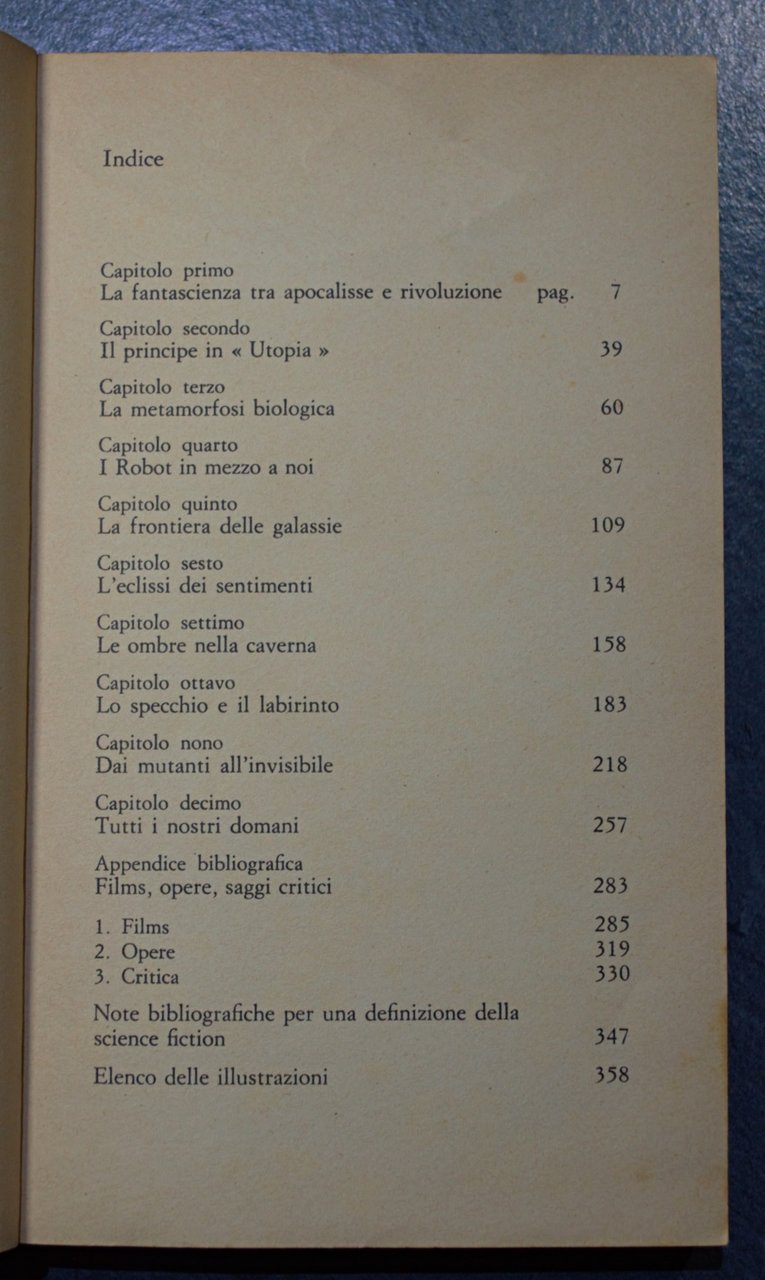 Indice
Capitolo primo
La fantascienza tra apocalisse e rivoluzione pag. 7
Capitolo secondo
Il principe in « Utopia » 39
Capitolo terzo
La metamorfosi biologica 60
Capitolo quarto
I Robot in mezzo a noi 87
Capitolo quinto
La frontiera delle galassie 109
Capitolo sesto
L'eclissi dei sentimenti 134
Capitolo settimo
Le ombre nella caverna 158
Capitolo ottavo
Lo specchio e il labirinto 183
Capitolo nono
Dai mutanti all'invisibile 218
Capitolo decimo
Tutti i nostri domani 257
Appendice bibliografica
Films, opere, saggi critici 283
1. Films 285
2. Opere 319
3. Critica 330
Note bibliografiche per una definizione della
science fiction 347
Elenco delle illustrazioni 358